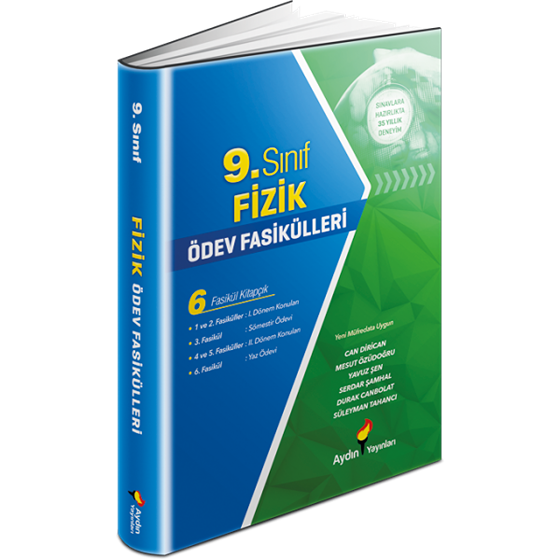 9. Sınıf
FİZİK ÖDEV FASİKÜLLERİ
Aydın
Yayınları
SINAVLARA
HAZIRLIKTA
35 YILLIK
DENEYİM
9. Sınıf
FİZİK
ÖDEV FASİKÜLLERİ
6 Fasikül Kitapçık
• 1 ve 2. Fasiküller : I. Dönem Konuları
• 3. Fasikül : Sömestir Ödevi
• 4 ve 5. Fasiküller : II. Dönem Konuları
• 6. Fasikül : Yaz Ödevi
Yeni Müfredata Uygun
CAN DİRİCAN
MESUT ÖZÜDOĞRU
YAVUZ ŞEN
SERDAR ŞAMHAL
DURAK CANBOLAT
SÜLEYMAN TAHANCI
Aydın Yayınları